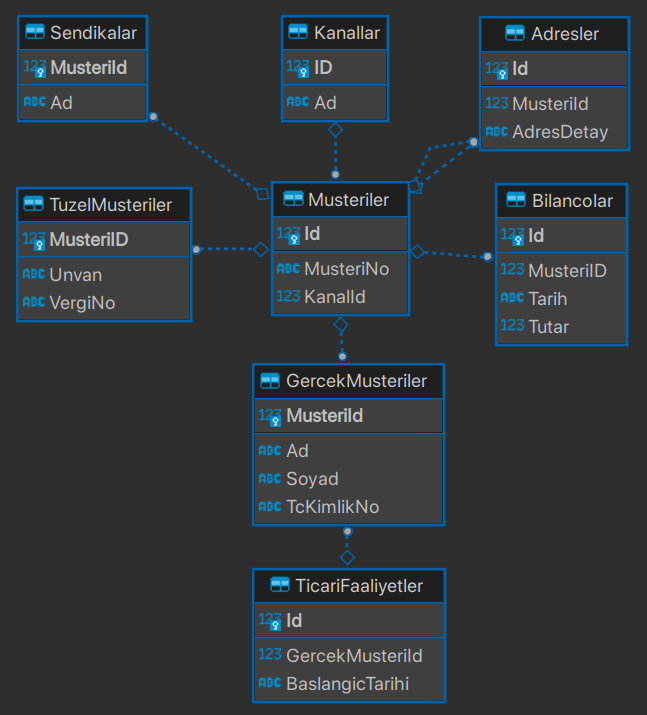 Sendikalar
123 MusteriId
ABC Ad
Kanallar
123 ID
ABC Ad
Adresler
123 Id
123 MusteriId
ABC AdresDetay
TuzelMusteriler
123 MusteriID
ABC Unvan
ABC VergiNo
Musteriler
123 Id
ABC MusteriNo
123 KanalId
Bilancolar
123 Id
123 MusteriID
ABC Tarih
123 Tutar
GercekMusteriler
123 MusteriId
ABC Ad
ABC Soyad
ABC TcKimlikNo
TicariFaaliyetler
123 Id
123 GercekMusteriId
ABC BaslangicTarihi